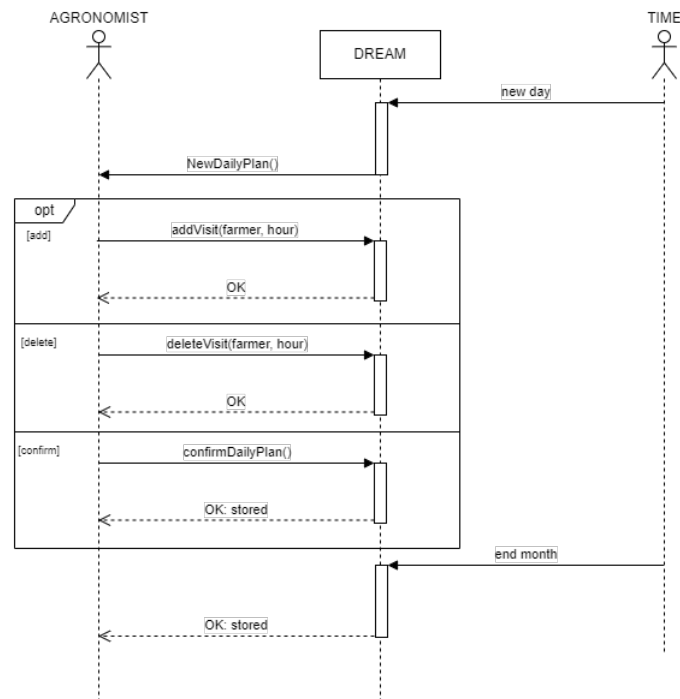 AGRONOMIST
TIME
DREAM
new day
NewDailyPlan()
opt
[add]
addVisit(farmer, hour)
OK
[delete]
deleteVisit(farmer, hour)
OK
[confirm]
confirmDailyPlan()
OK: stored
end month
OK: stored